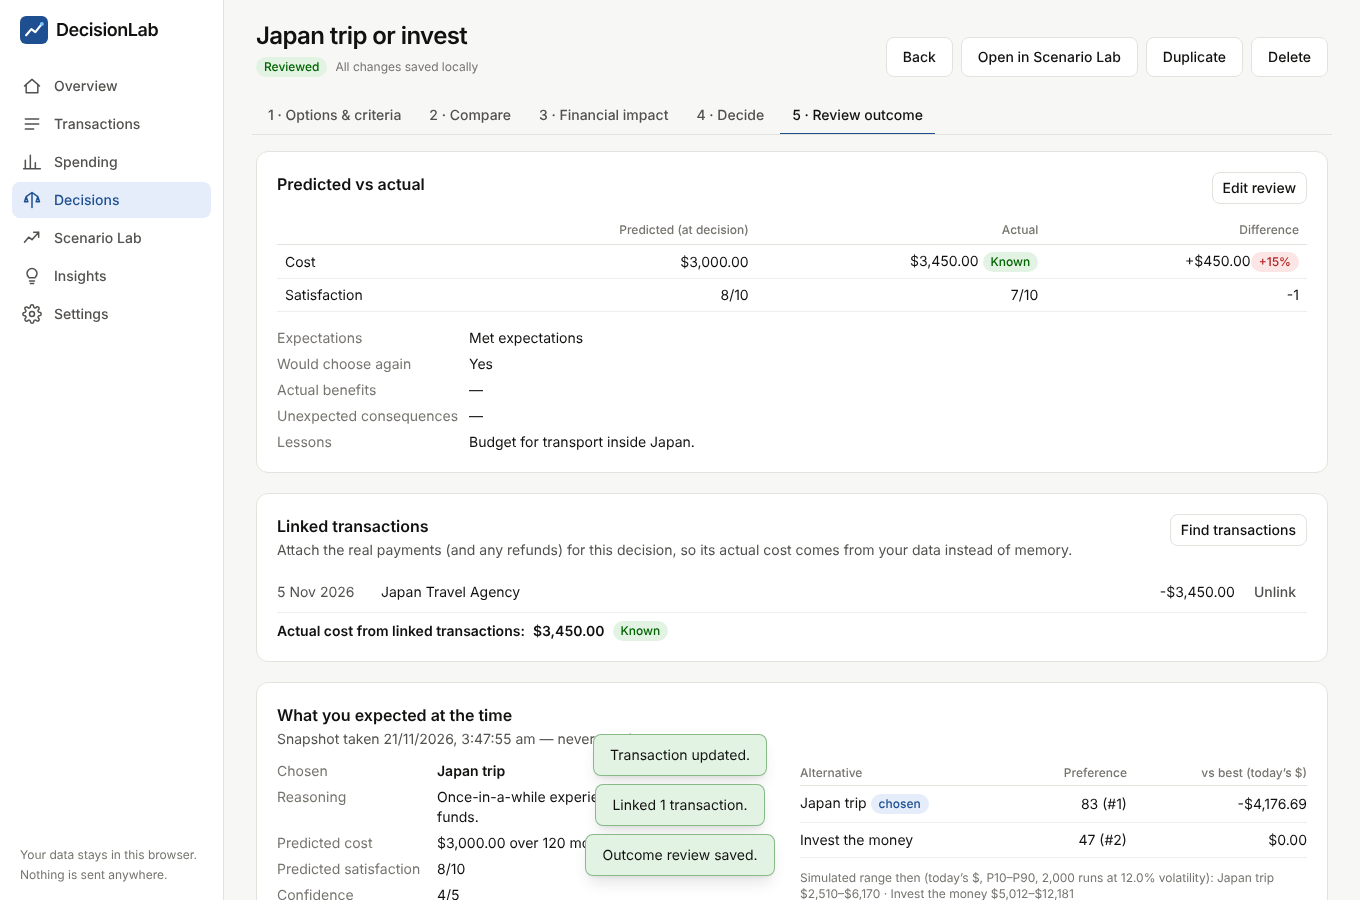 DecisionLab
Overview
Transactions
Spending
Decisions
Scenario Lab
Insights
Settings
Your data stays in this browser.
Nothing is sent anywhere.
Japan trip or invest
Reviewed All changes saved locally
Back Open in Scenario Lab Duplicate Delete
1 · Options & criteria 2 · Compare 3 · Financial impact 4 · Decide 5 · Review outcome
Predicted vs actual
Edit review
Predicted (at decision) Actual Difference
Cost $3,000.00 $3,450.00 Known +$450.00 +15%
Satisfaction 8/10 7/10 -1
Expectations Met expectations
Would choose again Yes
Actual benefits —
Unexpected consequences —
Lessons Budget for transport inside Japan.
Linked transactions
Find transactions
Attach the real payments (and any refunds) for this decision, so its actual cost comes from your data instead of memory.
5 Nov 2026 Japan Travel Agency -$3,450.00 Unlink
Actual cost from linked transactions: $3,450.00 Known
What you expected at the time
Snapshot taken 21/11/2026, 3:47:55 am —
Chosen Japan trip
Reasoning Once-in-a-while
funds.
Predicted cost $3,000.00 over 120
Predicted satisfaction 8/10
Confidence 4/5
Transaction updated.
Linked 1 transaction.
Outcome review saved.
Alternative Preference vs best (today's $)
Japan trip chosen 83 (#1) -$4,176.69
Invest the money 47 (#2) $0.00
Simulated range then (today's $, P10–P90, 2,000 runs at 12.0% volatility): Japan trip
$2,510–$6,170 · Invest the money $5,012–$12,181